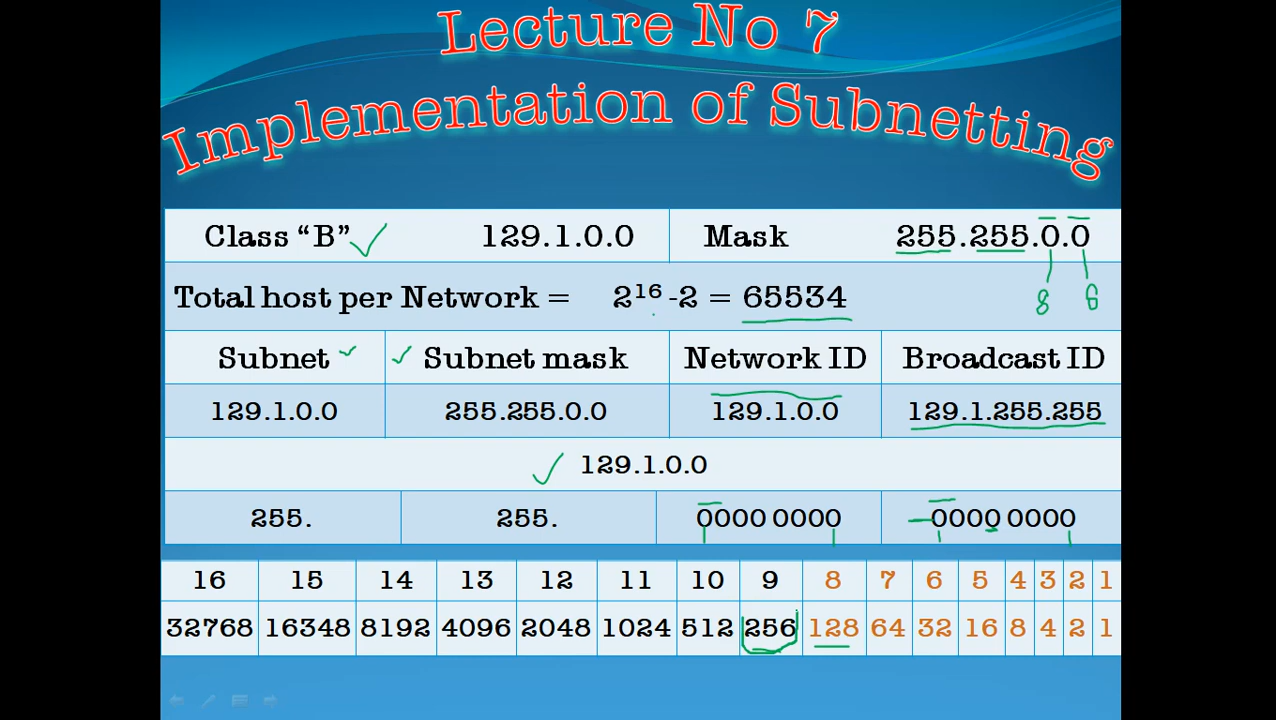 Lecture No 7
Implementation of Subnetting
Class “B” 129.1.0.0 Mask 255.255.0.0
8 8
Total host per Network = 2¹⁶ -2 = 65534
Subnet Subnet mask Network ID Broadcast ID
129.1.0.0 255.255.0.0 129.1.0.0 129.1.255.255
129.1.0.0
255. 255. 0000 0000 0000 0000
16 15 14 13 12 11 10 9 8 7 6 5 4 3 2 1
32768 16348 8192 4096 2048 1024 512 256 128 64 32 16 8 4 2 1